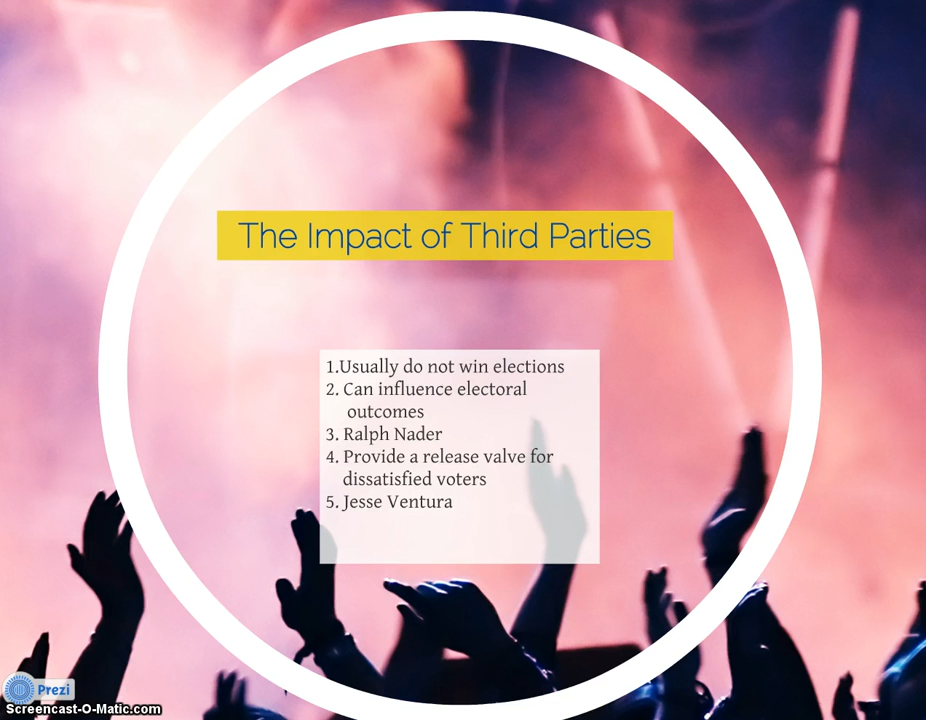 The Impact of Third Parties
1.Usually do not win elections
2. Can influence electoral
outcomes
3. Ralph Nader
4. Provide a release valve for
dissatisfied voters
5. Jesse Ventura
Prezi
Screencast-O-Matic.com